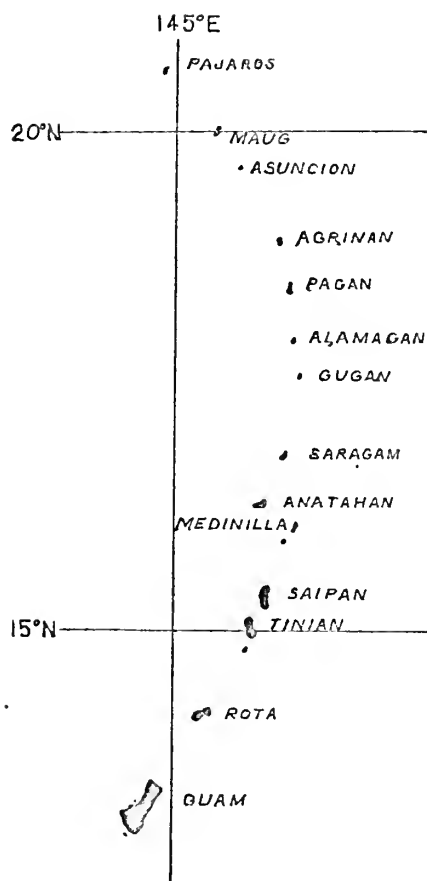 145°E
PAJAROS
20°N
MAUG
ASUNCION
AGRINAN
PAGAN
ALAMAGAN
GUGAN
SARAGAM
ANATAHAN
MEDINILLA
SAIPAN
15°N
TINIAN
ROTA
GUAM